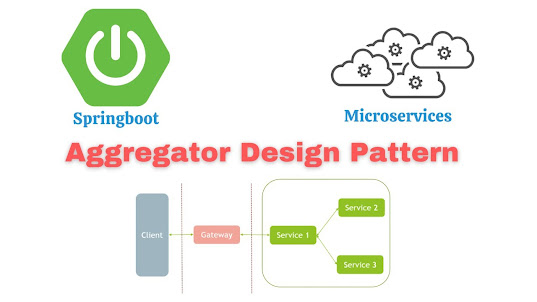 Springboot
Microservices
Aggregator Design Pattern
Client
Gateway
Service 1
Service 2
Service 3